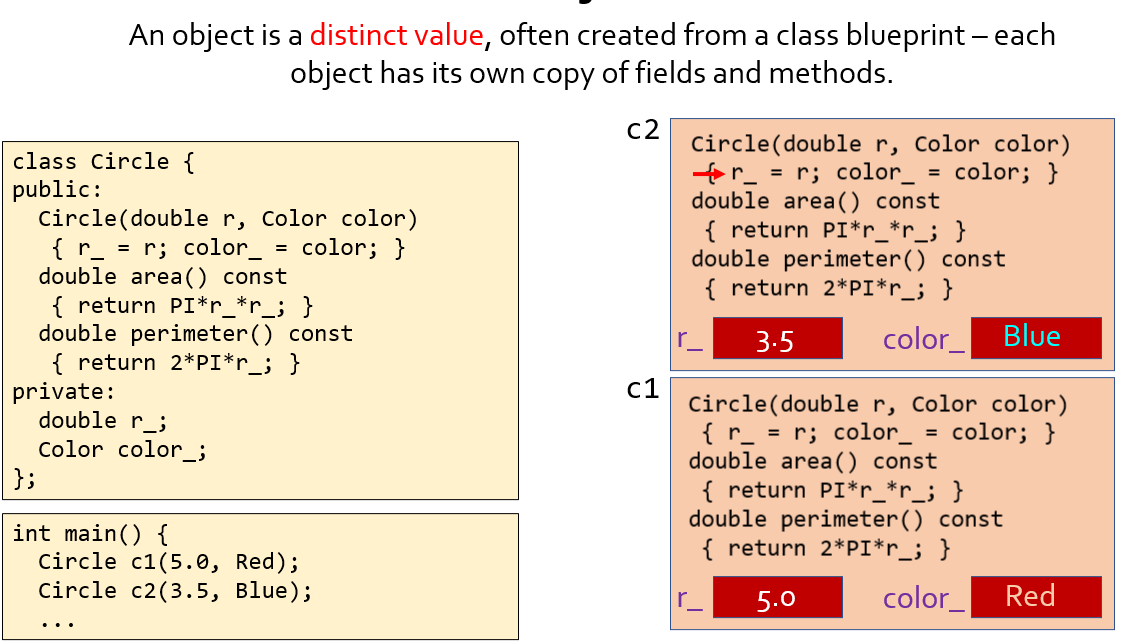 An object is a distinct value, often created from a class blueprint – each
object has its own copy of fields and methods.
class Circle {
public:
  Circle(double r, Color color)
   { r_ = r; color_ = color; }
  double area() const
   { return PI*r_*r_; }
  double perimeter() const
   { return 2*PI*r_; }
private:
  double r_;
  Color color_;
};
int main() {
  Circle c1(5.0, Red);
  Circle c2(3.5, Blue);
  ...
c2
Circle(double r, Color color)
 { r_ = r; color_ = color; }
double area() const
 { return PI*r_*r_; }
double perimeter() const
 { return 2*PI*r_; }
r_ 3.5 color_ Blue
c1
Circle(double r, Color color)
 { r_ = r; color_ = color; }
double area() const
 { return PI*r_*r_; }
double perimeter() const
 { return 2*PI*r_; }
r_ 5.0 color_ Red